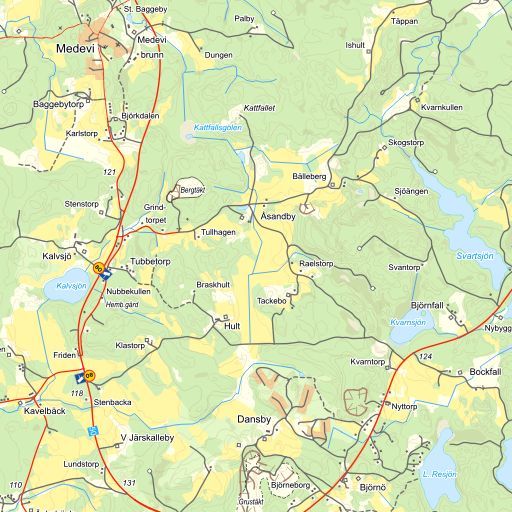 St. Baggeby
Palby
Täppan
Medevi
Medevi
brunn
Dungen
Ishult
Baggebytorp
Kattfallet
Kvarnkullen
Björkdalen
Kattfallsgölen
Karlstorp
Skogstorp
121
Bälleberg
Bergtäkt
Sjöängen
Stenstorp
Grind-
torpet
Åsandby
Tullhagen
Kalvsjö
Svartsjön
Tubbetorp
Raelstorp
Svantorp
80
Kalvsjön
Nubbekullen
Braskhult
Hemb.gård
Tackebo
Björnfall
Kvarnsjön
Hult
Nybygg
Klastorp
Friden
124
Kvarntorp
Bockfall
80
118
Stenbacka
Nyttorp
Kavelbäck
Dansby
V Järskalleby
Lundstorp
L. Resjön
131
110
Björneborg
Björnö
Grustäkt